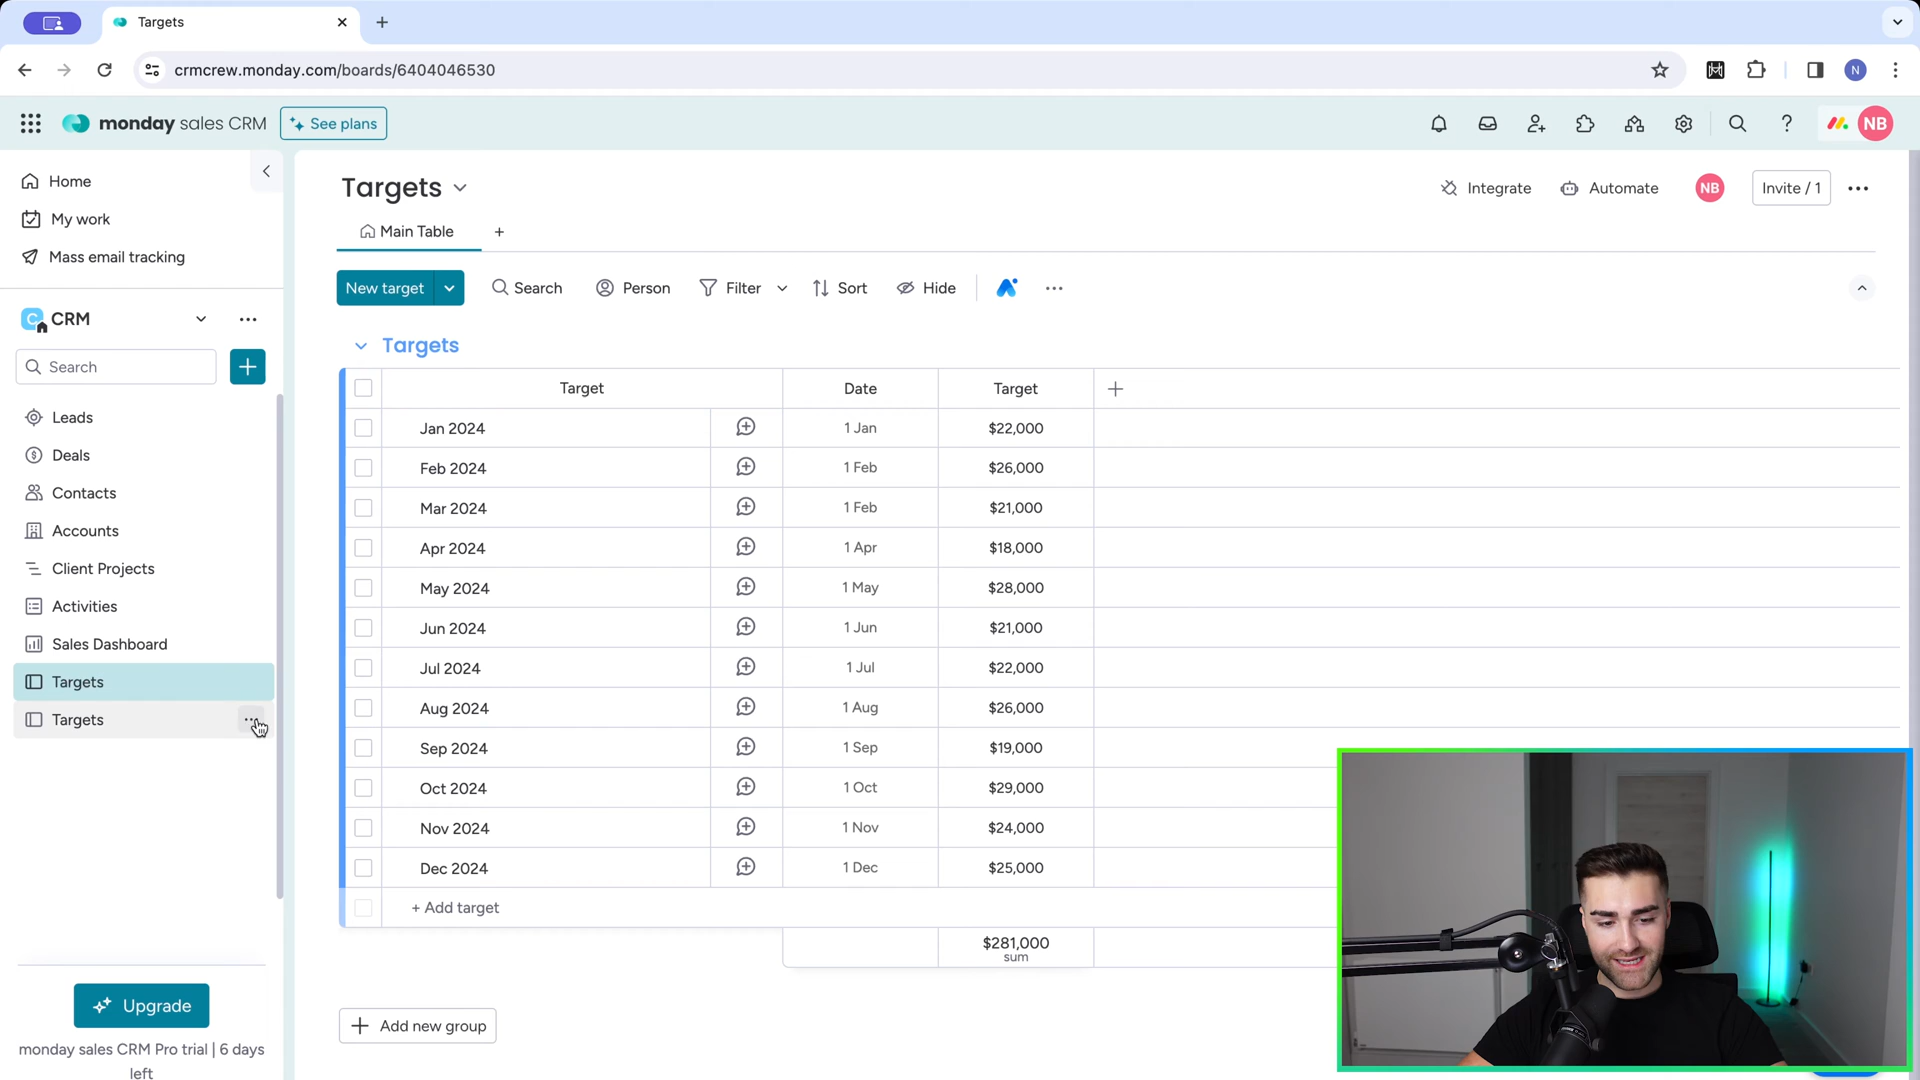 Targets
crmcrew.monday.com/boards/6404046530
N
monday sales CRM
See plans
NB
Home
My work
Mass email tracking
C CRM
Search
Leads
Deals
Contacts
Accounts
Client Projects
Activities
Sales Dashboard
Targets
Targets
Upgrade
monday sales CRM Pro trial | 6 days
left
Targets
Integrate
Automate
NB
Invite / 1
Main Table
New target
Search
Person
Filter
Sort
Hide
Targets
Target Date Target
Jan 2024 1 Jan $22,000
Feb 2024 1 Feb $26,000
Mar 2024 1 Feb $21,000
Apr 2024 1 Apr $18,000
May 2024 1 May $28,000
Jun 2024 1 Jun $21,000
Jul 2024 1 Jul $22,000
Aug 2024 1 Aug $26,000
Sep 2024 1 Sep $19,000
Oct 2024 1 Oct $29,000
Nov 2024 1 Nov $24,000
Dec 2024 1 Dec $25,000
+ Add target
$281,000
sum
Add new group